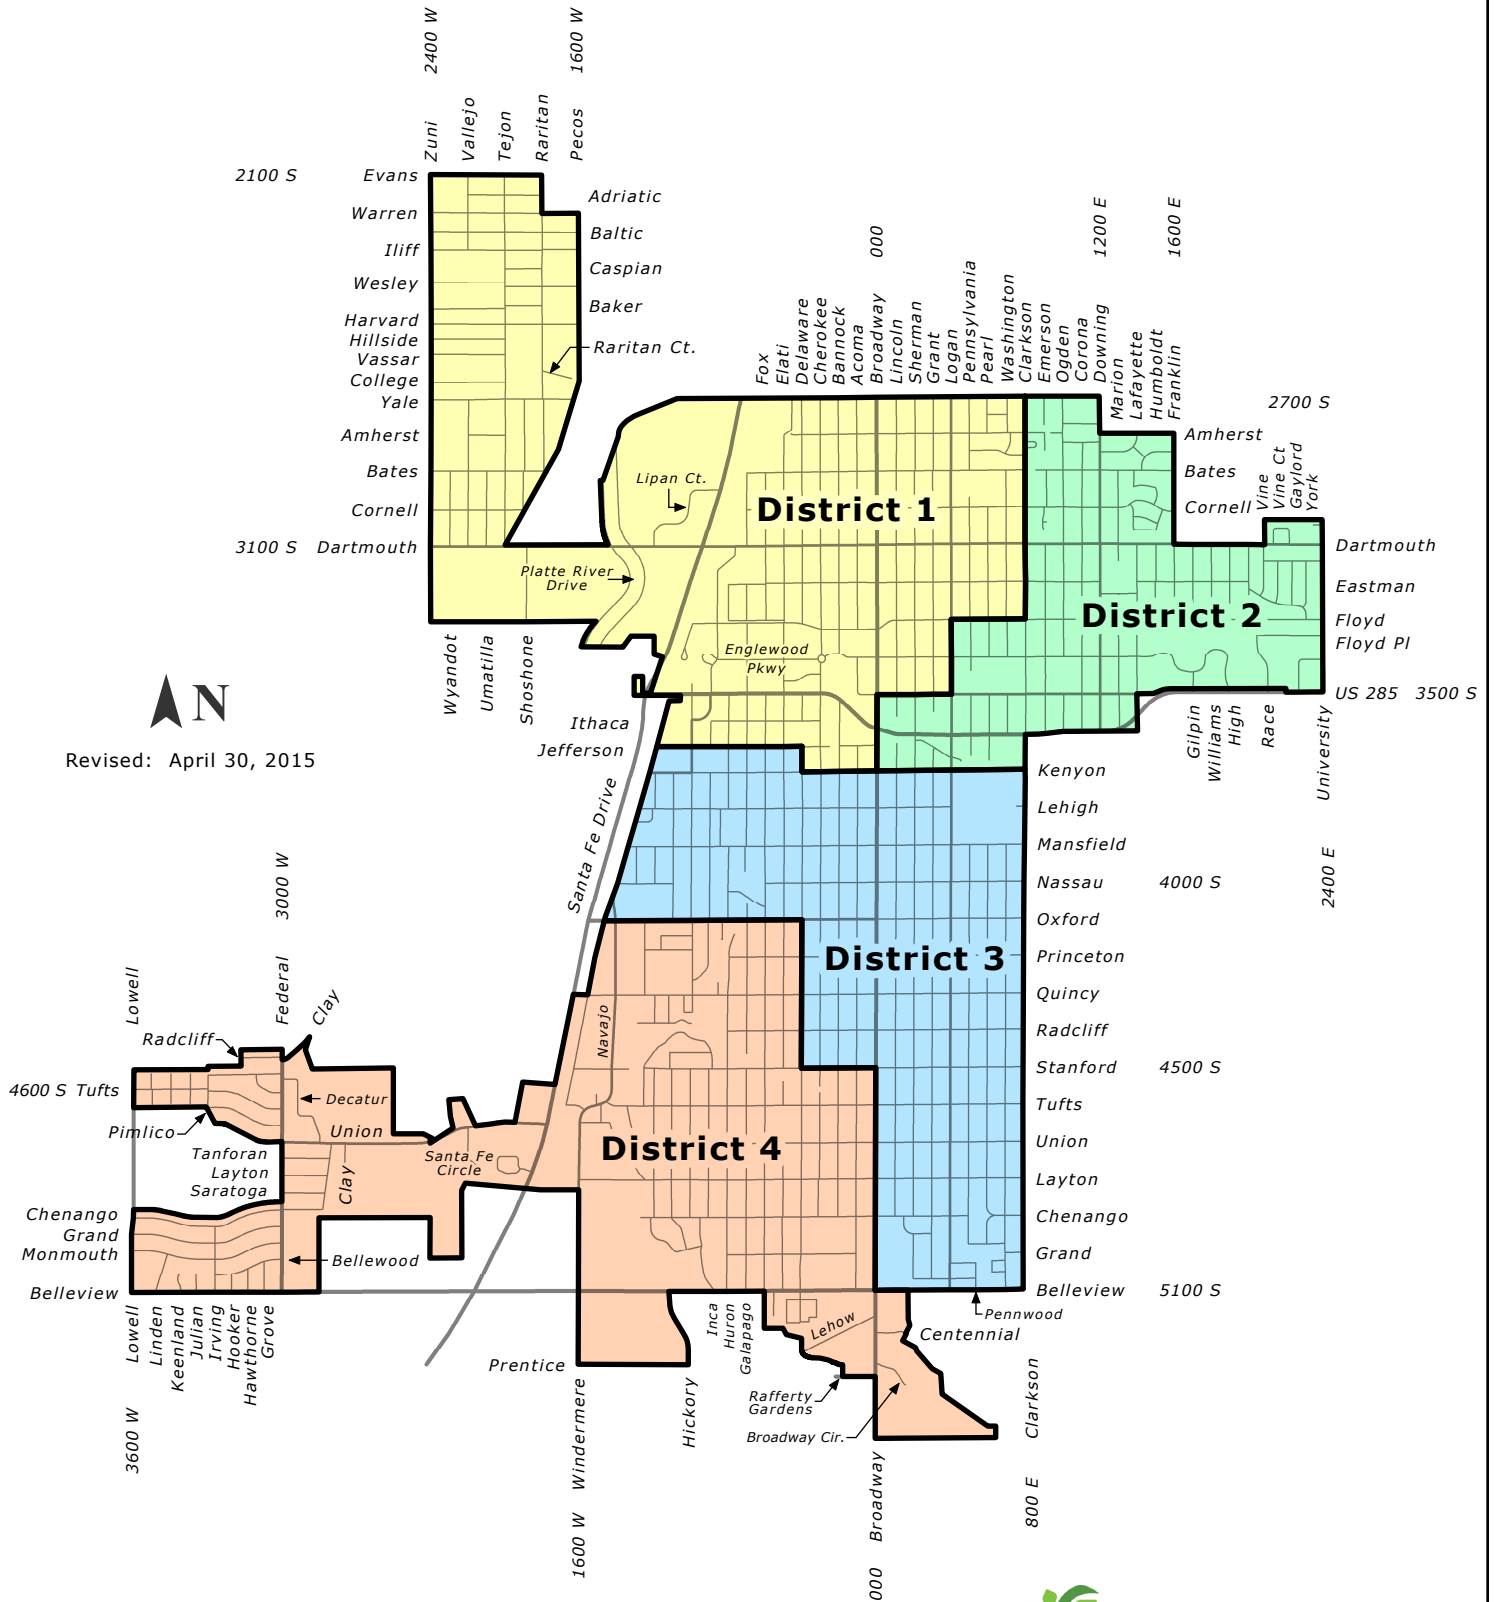 2400 W
1600 W
Zuni
Vallejo
Tejon
Raritan
Pecos
2100 S
Evans
Warren
Iliff
Wesley
Harvard
Hillside
Vassar
College
Yale
Amherst
Bates
Cornell
3100 S
Dartmouth
Adriatic
Baltic
Caspian
Baker
Raritan Ct.
000
1200 E
1600 E
Fox
Elati
Delaware
Cherokee
Bannock
Acoma
Broadway
Lincoln
Sherman
Grant
Logan
Pennsylvania
Pearl
Washington
Clarkson
Emerson
Ogden
Corona
Downing
Marion
Lafayette
Humboldt
Franklin
2700 S
Amherst
Bates
Cornell
Vine
Vine Ct
Gaylord
York
Lipan Ct.
District 1
Platte River
Drive
Dartmouth
Eastman
Floyd
Floyd Pl
US 285 3500 S
District 2
Englewood
Pkwy
Wyandot
Umatilla
Shoshone
N
Revised: April 30, 2015
Ithaca
Jefferson
Santa Fe Drive
Gilpin
Williams
High
Race
University
2400 E
Kenyon
Lehigh
Mansfield
Nassau
4000 S
Oxford
Princeton
Quincy
Radcliff
Stanford
4500 S
Tufts
Union
Layton
Chenango
Grand
Belleview
5100 S
District 3
3000 W
Federal
Lowell
Clay
Radcliff
4600 S Tufts
Pimlico
Decatur
Union
Tanforan
Layton
Saratoga
Clay
Santa Fe
Circle
Navajo
District 4
Chenango
Grand
Monmouth
Belleview
Bellewood
Lowell
Linden
Keenland
Julian
Irving
Hooker
Hawthorne
Grove
3600 W
Prentice
Windermere
1600 W
Hickory
Inca
Huron
Galapago
Lehow
Pennwood
Centennial
Rafferty
Gardens
Broadway Cir.
Broadway
000
Clarkson
800 E